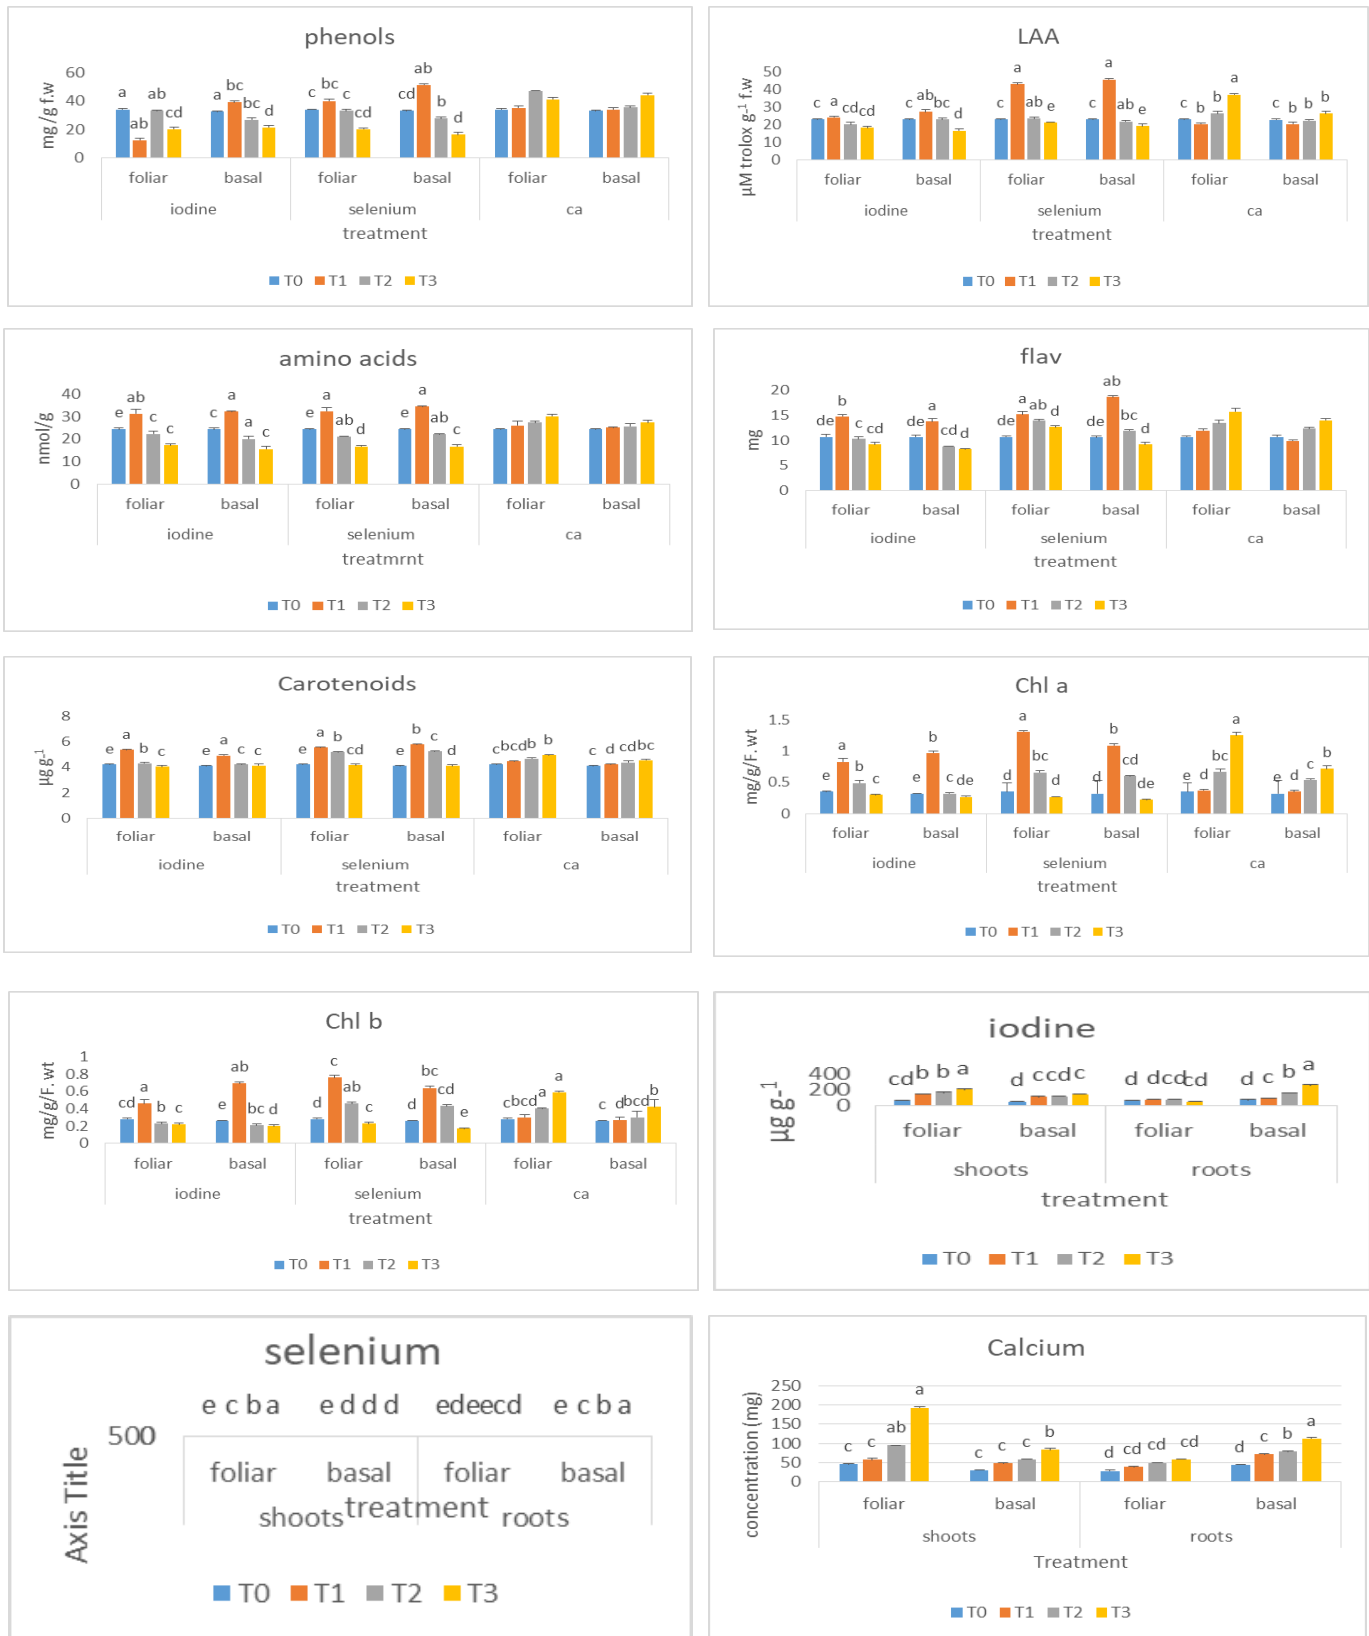 phenols
mg /g f.w
60
40
20
0
a ab ab cd a bc bc cd c bc c cd cd ab d d
foliar basal foliar basal foliar basal
iodine selenium ca
treatment
T0 T1 T2 T3
LAA
µM trolox g-1 f.w
50
40
30
20
10
0
c a cd cd c ab bc d c a ab e c a ab e c b b a c b b b
foliar basal foliar basal foliar basal
iodine selenium ca
treatment
T0 T1 T2 T3
amino acids
nmol/g
40
30
20
10
0
e ab c c c a a c e a ab d e a ab d
foliar basal foliar basal foliar basal
iodine selenium ca
treatmrnt
T0 T1 T2 T3
flav
mg
20
15
10
5
0
de b c cd de a cd d de a ab d de ab bc d
foliar basal foliar basal foliar basal
iodine selenium ca
treatment
T0 T1 T2 T3
Carotenoids
µg g-1
8
6
4
2
0
e a b c e a c c e a b cd e b c d c bcd b a c d cd bc
foliar basal foliar basal foliar basal
iodine selenium ca
treatment
T0 T1 T2 T3
Chl a
mg/g/F. wt
1.5
1
0.5
0
e a b c e b c de d a bc d d b cd de e d c a e d c b
foliar basal foliar basal foliar basal
iodine selenium ca
treatment
T0 T1 T2 T3
Chl b
mg/g/F. wt
1
0.8
0.6
0.4
0.2
0
cd a b c e ab bc d d c ab c d bc cd e c bcd a a c d bcd b
foliar basal foliar basal foliar basal
iodine selenium ca
treatment
T0 T1 T2 T3
iodine
µg g-1
400
200
0
cd b b a d ccd c d dcd cd d c b a
foliar basal foliar basal
shoots roots
treatment
T0 T1 T2 T3
selenium
Axis Title
e c b a e d d d edeecd e c b a
500
foliar basal foliar basal
shoots roots
treatment
T0 T1 T2 T3
Calcium
concentration (mg)
250
200
150
100
50
0
c c ab a c c c b d cd cd cd d c b a
foliar basal foliar basal
shoots roots
Treatment
T0 T1 T2 T3